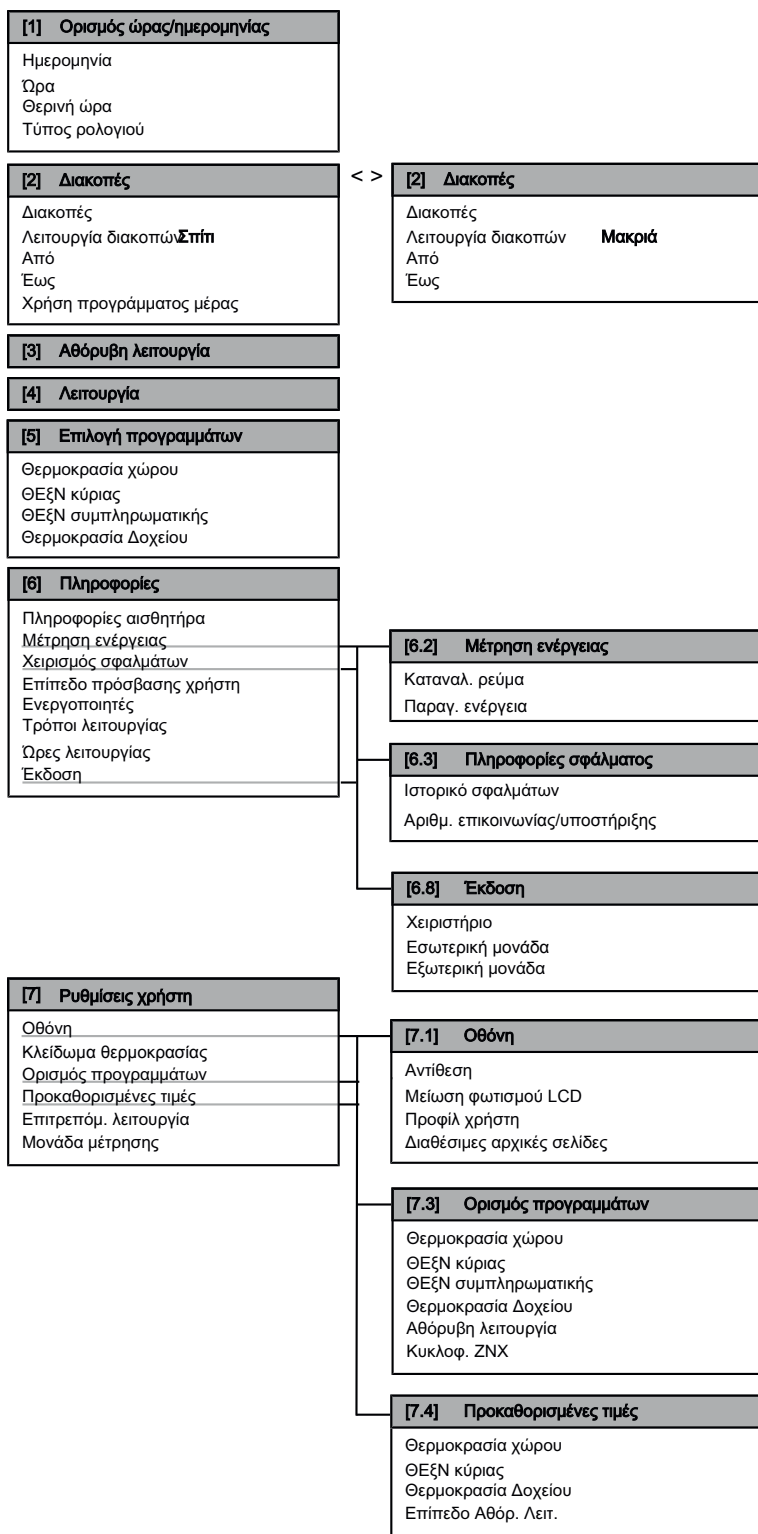 [1] Ορισμός ώρας/ημερομηνίας
Ημερομηνία
Ώρα
Θερινή ώρα
Τύπος ρολογιού
[2] Διακοπές
Διακοπές
Λειτουργία διακοπών Σπίτι
Από
Έως
Χρήση προγράμματος μέρας
< >
[2] Διακοπές
Διακοπές
Λειτουργία διακοπών Μακριά
Από
Έως
[3] Αθόρυβη λειτουργία
[4] Λειτουργία
[5] Επιλογή προγραμμάτων
Θερμοκρασία χώρου
ΘΕξΝ κύριας
ΘΕξΝ συμπληρωματικής
Θερμοκρασία Δοχείου
[6] Πληροφορίες
Πληροφορίες αισθητήρα
Μέτρηση ενέργειας
Χειρισμός σφαλμάτων
Επίπεδο πρόσβασης χρήστη
Ενεργοποιητές
Τρόποι λειτουργίας
Ώρες λειτουργίας
Έκδοση
[6.2] Μέτρηση ενέργειας
Καταναλ. ρεύμα
Παραγ. ενέργεια
[6.3] Πληροφορίες σφάλματος
Ιστορικό σφαλμάτων
Αριθμ. επικοινωνίας/υποστήριξης
[6.8] Έκδοση
Χειριστήριο
Εσωτερική μονάδα
Εξωτερική μονάδα
[7] Ρυθμίσεις χρήστη
Οθόνη
Κλείδωμα θερμοκρασίας
Ορισμός προγραμμάτων
Προκαθορισμένες τιμές
Επιτρεπόμ. λειτουργία
Μονάδα μέτρησης
[7.1] Οθόνη
Αντίθεση
Μείωση φωτισμού LCD
Προφίλ χρήστη
Διαθέσιμες αρχικές σελίδες
[7.3] Ορισμός προγραμμάτων
Θερμοκρασία χώρου
ΘΕξΝ κύριας
ΘΕξΝ συμπληρωματικής
Θερμοκρασία Δοχείου
Αθόρυβη λειτουργία
Κυκλοφ. ΖΝΧ
[7.4] Προκαθορισμένες τιμές
Θερμοκρασία χώρου
ΘΕξΝ κύριας
Θερμοκρασία Δοχείου
Επίπεδο Αθόρ. Λειτ.